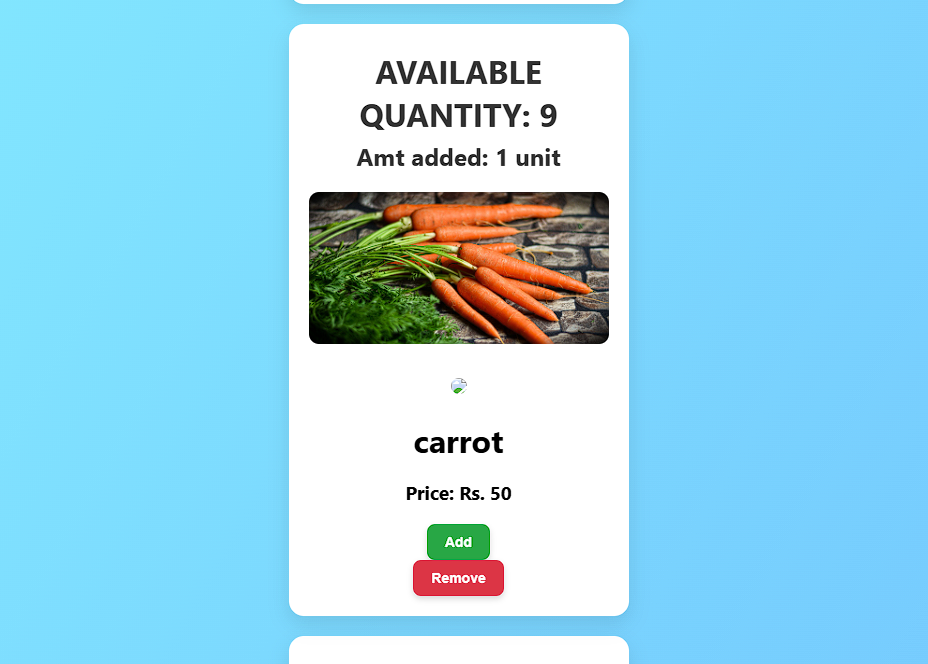 AVAILABLE
QUANTITY: 9
Amt added: 1 unit
carrot
Price: Rs. 50
Add
Remove